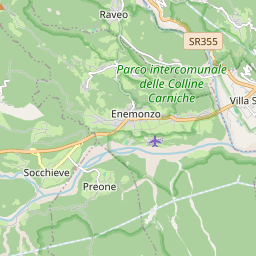 Raveo
SR355
Parco intercomunale
delle Colline
Carniche
Villa S
Enemonzo
Socchieve
Preone